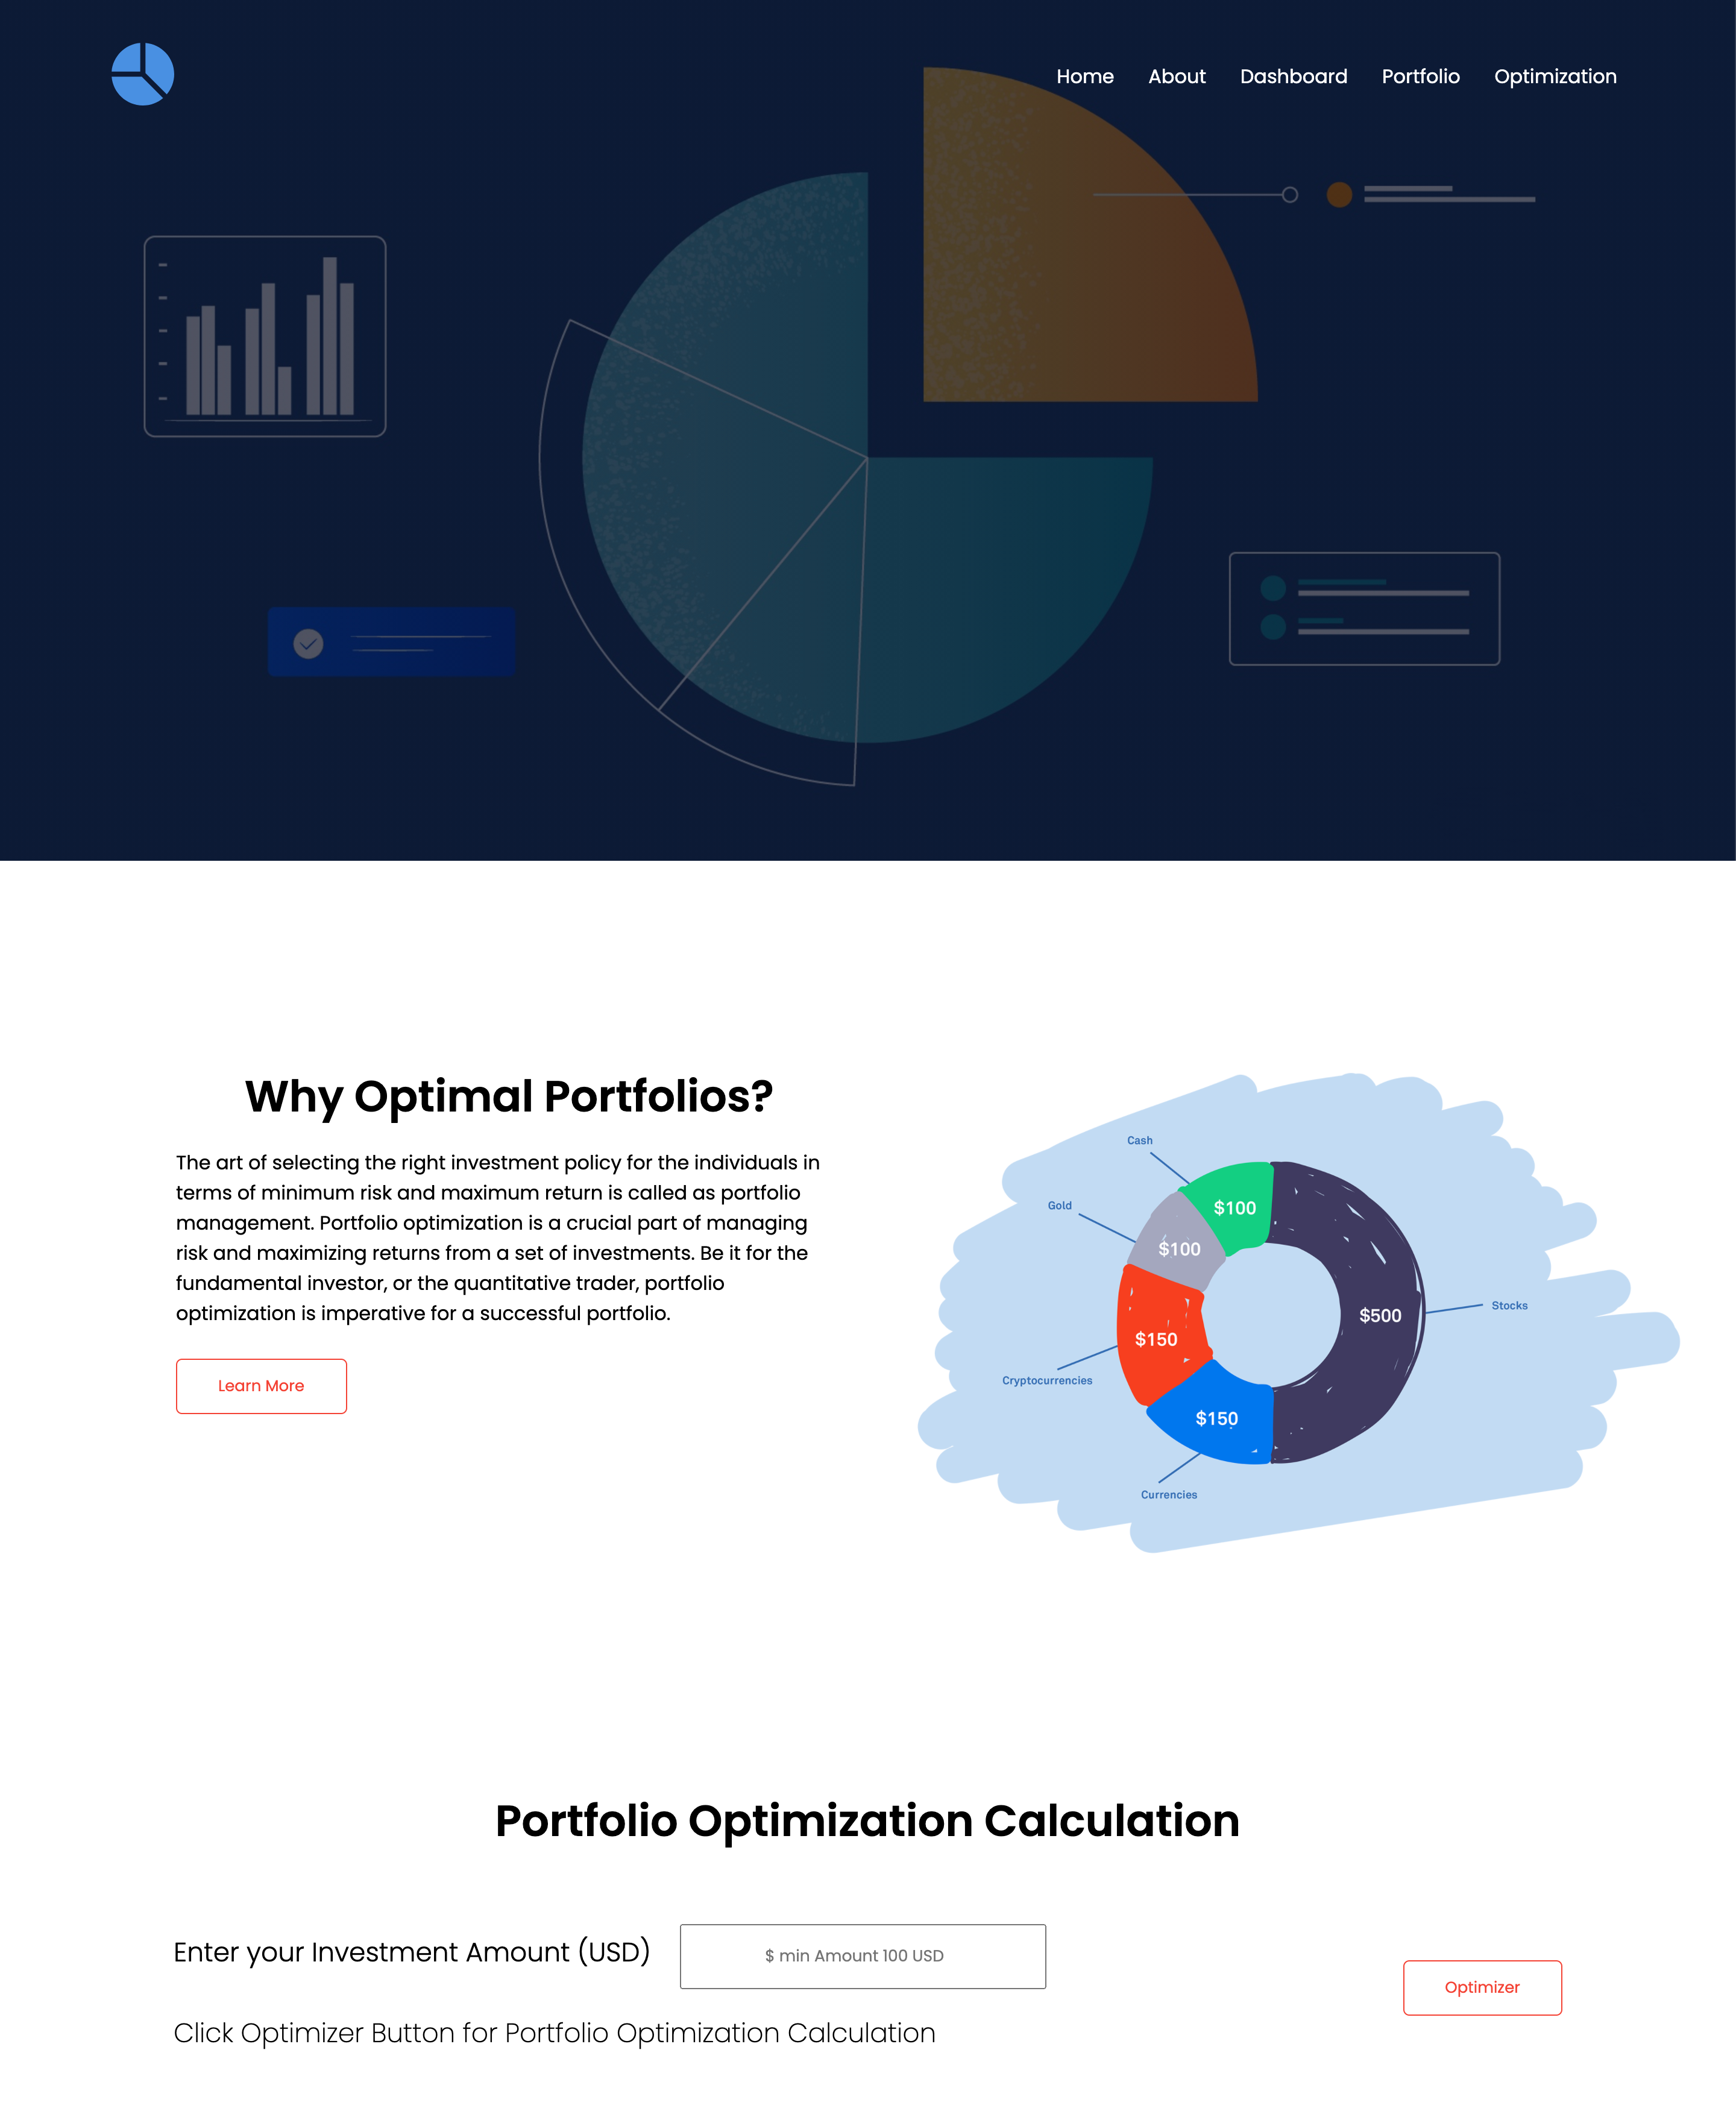 Home About Dashboard Portfolio Optimization
Why Optimal Portfolios?
The art of selecting the right investment policy for the individuals in
terms of minimum risk and maximum return is called as portfolio
management. Portfolio optimization is a crucial part of managing
risk and maximizing returns from a set of investments. Be it for the
fundamental investor, or the quantitative trader, portfolio
optimization is imperative for a successful portfolio.
Learn More
Cash
$100
Gold
$100
Stocks
$500
$150
Cryptocurrencies
$150
Currencies
Portfolio Optimization Calculation
Enter your Investment Amount (USD)
$ min Amount 100 USD
Optimizer
Click Optimizer Button for Portfolio Optimization Calculation